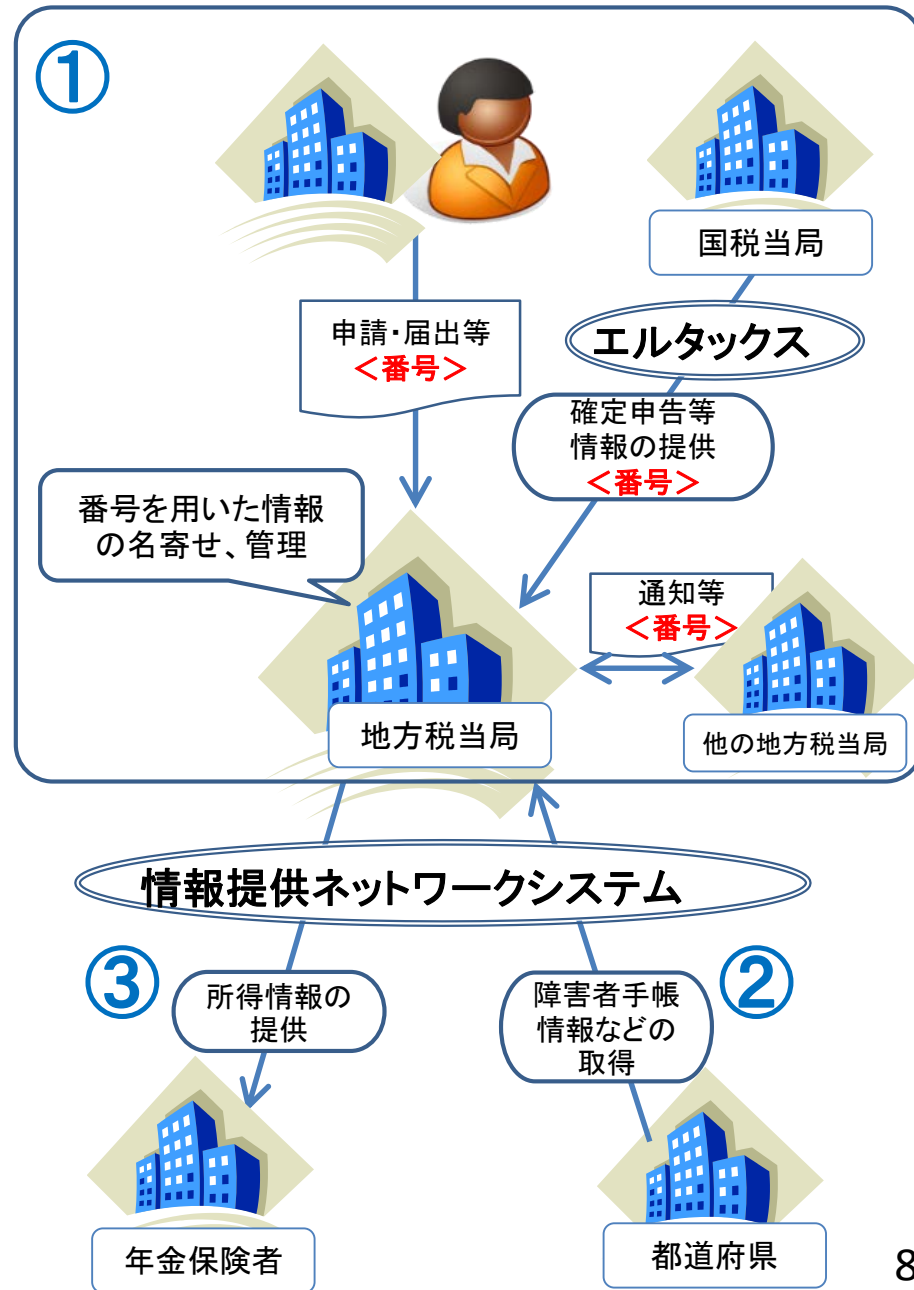 ①
国税当局
申請・届出等
＜番号＞
エルタックス
確定申告等
情報の提供
＜番号＞
番号を用いた情報
の名寄せ、管理
通知等
＜番号＞
地方税当局
他の地方税当局
情報提供ネットワークシステム
③
所得情報の
提供
障害者手帳
情報などの
取得
②
年金保険者
都道府県
8